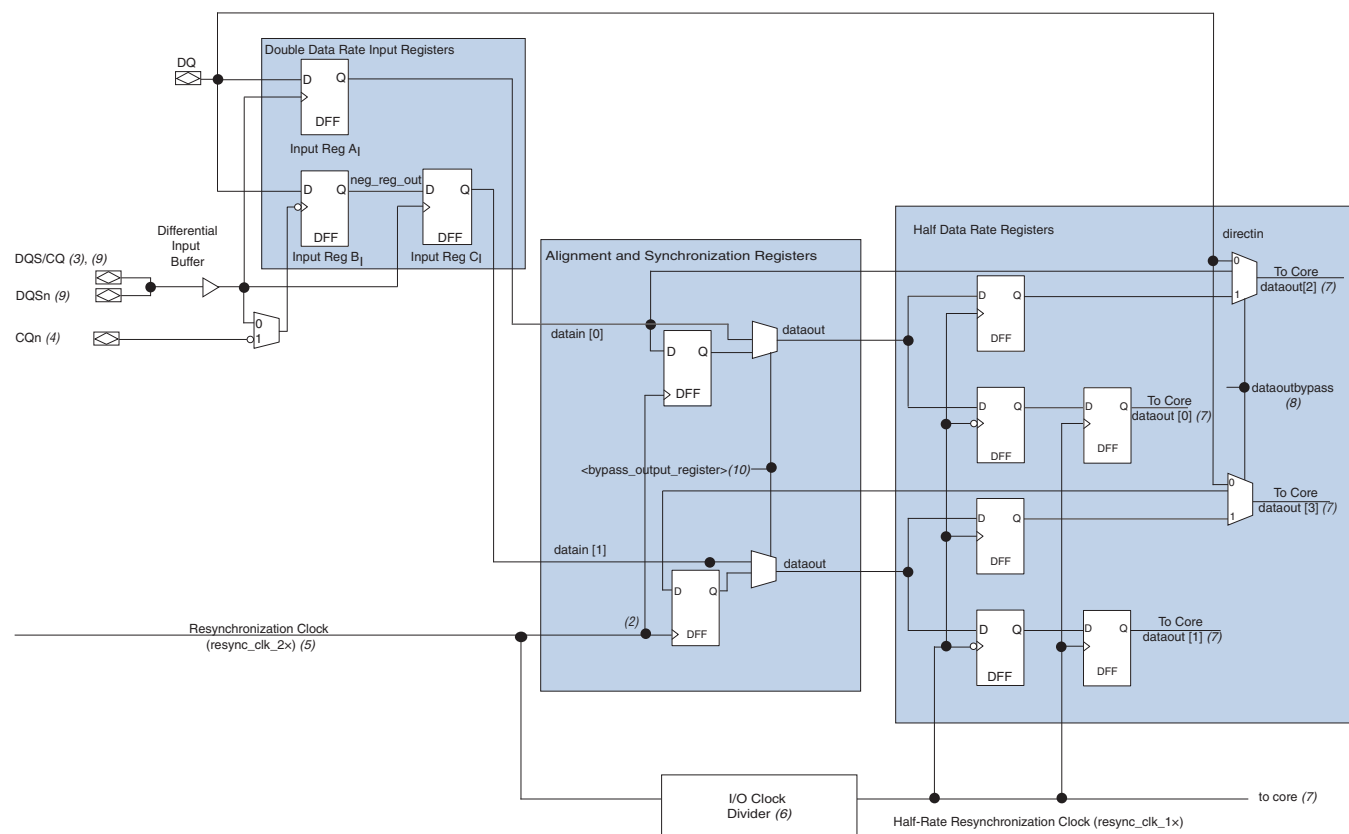 Double Data Rate Input Registers
DQ
D
Q
DFF
Input Reg A I
neg_reg_out
D
Q
D
Q
DFF
DFF
Input Reg B I
Input Reg C I
Differential
Input
Buffer
DQS/CQ (3), (9)
DQSn (9)
CQn (4)
0
1
Alignment and Synchronization Registers
datain [0]
dataout
D
Q
DFF
<bypass_output_register>(10)
datain [1]
dataout
D
Q
DFF
(2)
Resynchronization Clock
(resync_clk_2×) (5)
Half Data Rate Registers
directin
0
1
To Core
dataout[2] (7)
D
Q
DFF
dataoutbypass
(8)
D
Q
D
Q
DFF
DFF
To Core
dataout [0] (7)
0
1
To Core
dataout [3] (7)
D
Q
DFF
D
Q
D
Q
DFF
DFF
To Core
dataout [1] (7)
I/O Clock
Divider (6)
to core (7)
Half-Rate Resynchronization Clock (resync_clk_1×)